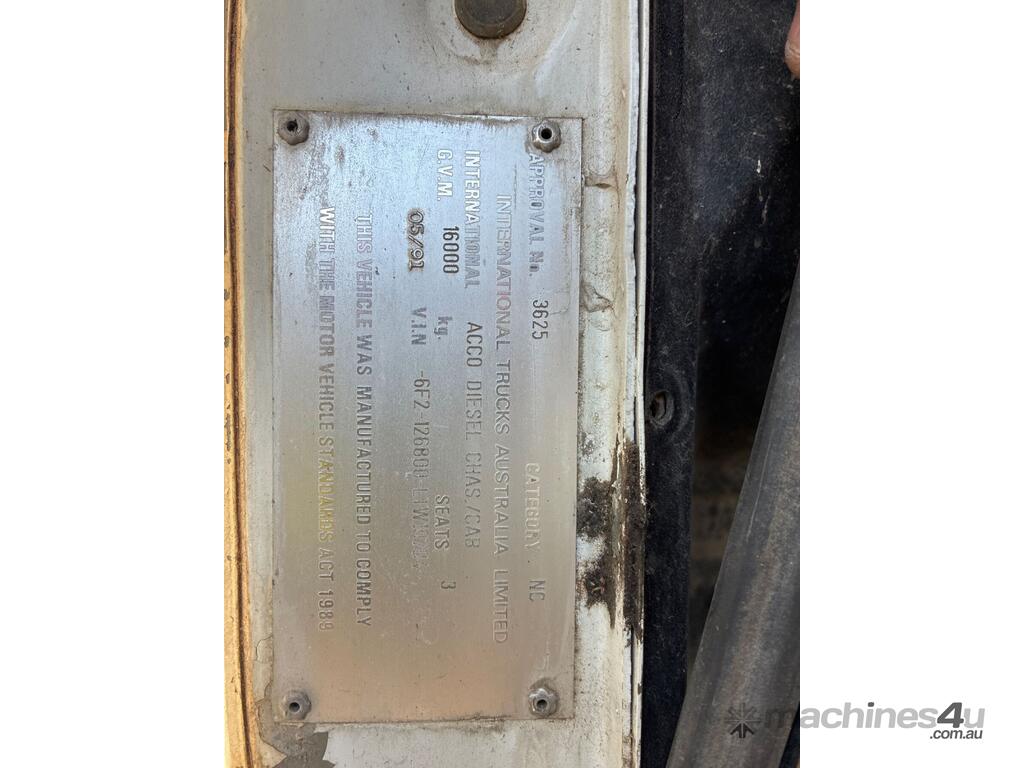 APPROVAL No. 3625 CATEGORY NC
INTERNATIONAL TRUCKS AUSTRALIA LIMITED
INTERNATIONAL ACCO DIESEL CHAS./CAB
G.V.M. 16000 kg. SEATS 3
05/91 V.I.N
THIS VEHICLE WAS MANUFACTURED TO COMPLY
WITH THE MOTOR VEHICLE STANDARDS ACT 1989
machines4u
.com.au